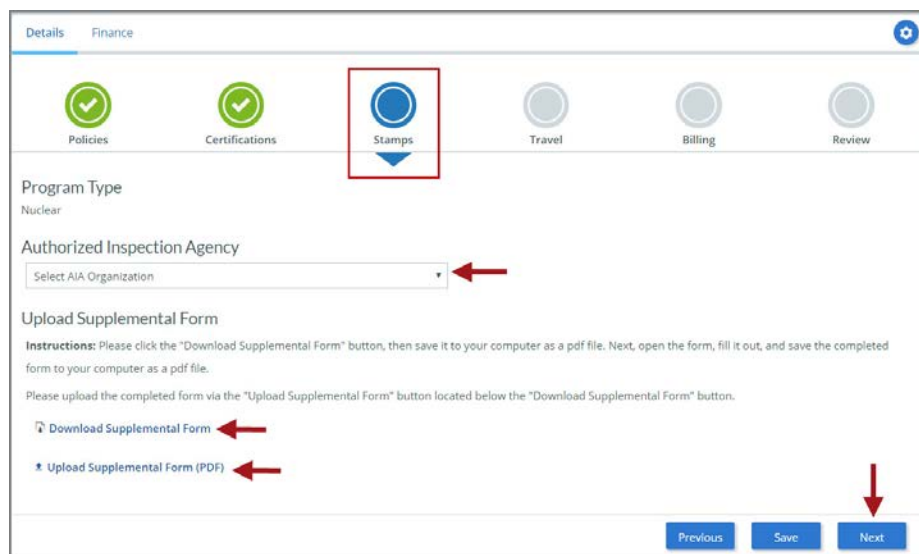 Details Finance
Policies Certifications Stamps Travel Billing Review
Program Type
Nuclear
Authorized Inspection Agency
Select AIA Organization
Upload Supplemental Form
Instructions: Please click the "Download Supplemental Form" button, then save it to your computer as a pdf file. Next, open the form, fill it out, and save the completed
form to your computer as a pdf file.
Please upload the completed form via the "Upload Supplemental Form" button located below the "Download Supplemental Form" button.
Download Supplemental Form
Upload Supplemental Form (PDF)
Previous Save Next